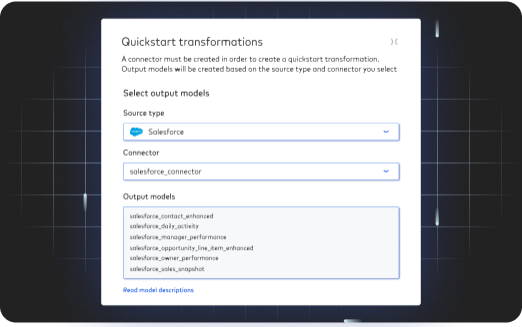 Quickstart transformations
A connector must be created in order to create a quickstart transformation.
Output models will be created based on the source type and connector you select
Select output models
Source type
Salesforce
Connector
salesforce_connector
Output models
salesforce_contact_enhanced
salesforce_daily_activity
salesforce_manager_performance
salesforce_opportunity_line_item_enhanced
salesforce_owner_performance
salesforce_sales_snapshot
Read model descriptions